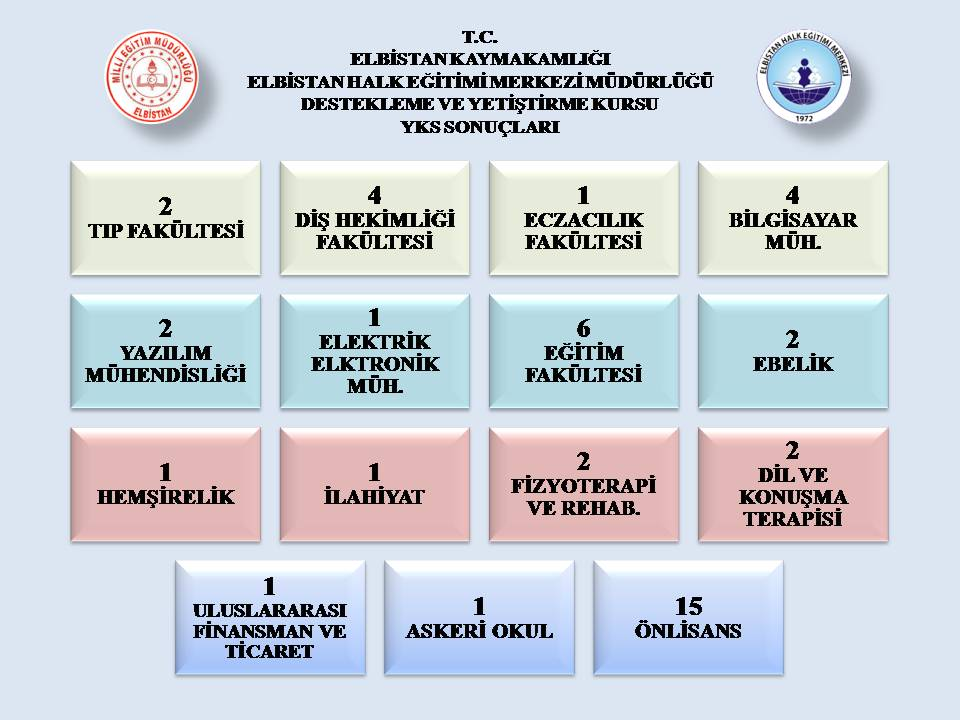 T.C.
ELBİSTAN KAYMAKAMLIĞI
ELBİSTAN HALK EĞİTİMİ MERKEZİ MÜDÜRLÜĞÜ
DESTEKLEME VE YETİŞTİRME KURSU
YKS SONUÇLARI
MİLLİ EĞİTİM MÜDÜRLÜĞÜ
ELBİSTAN
ELBİSTAN HALK EĞİTİMİ MERKEZİ
1972
2
TIP FAKÜLTESİ
4
DİŞ HEKİMLİĞİ
FAKÜLTESİ
1
ECZACILIK
FAKÜLTESİ
4
BİLGİSAYAR
MÜH.
2
YAZILIM
MÜHENDİSLİĞİ
1
ELEKTRİK
ELKTRONİK
MÜH.
6
EĞİTİM
FAKÜLTESİ
2
EBELİK
1
HEMŞİRELİK
1
İLAHİYAT
2
FİZYOTERAPİ
VE REHAB.
2
DİL VE
KONUŞMA
TERAPİSİ
1
ULUSLARARASI
FİNANSMAN VE
TİCARET
1
ASKERİ OKUL
15
ÖNLİSANS